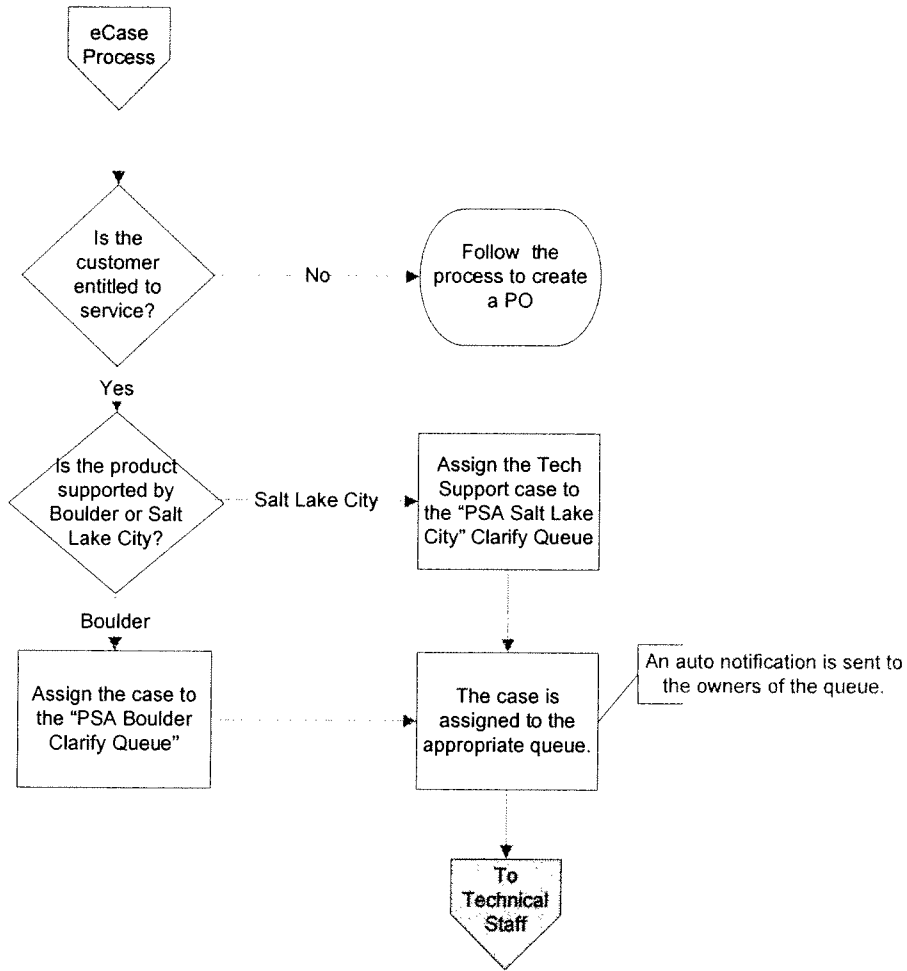 eCase
Process
Is the
customer
entitled to
service?
No
Follow the
process to create
a PO
Yes
Is the product
supported by
Boulder or Salt
Lake City?
Salt Lake City
Assign the Tech
Support case to
the “PSA Salt Lake
City” Clarify Queue
Boulder
Assign the case to
the “PSA Boulder
Clarify Queue”
The case is
assigned to the
appropriate queue.
An auto notification is sent to
the owners of the queue.
To
Technical
Staff